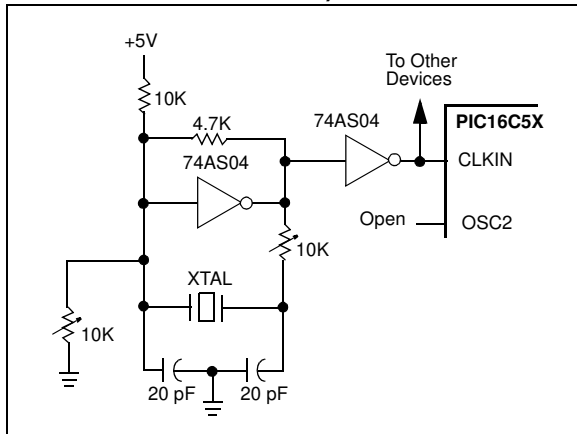 +5V
To Other
Devices
10K
4.7K
74AS04
PIC16C5X
74AS04
CLKIN
Open
OSC2
10K
XTAL
10K
20 pF
20 pF